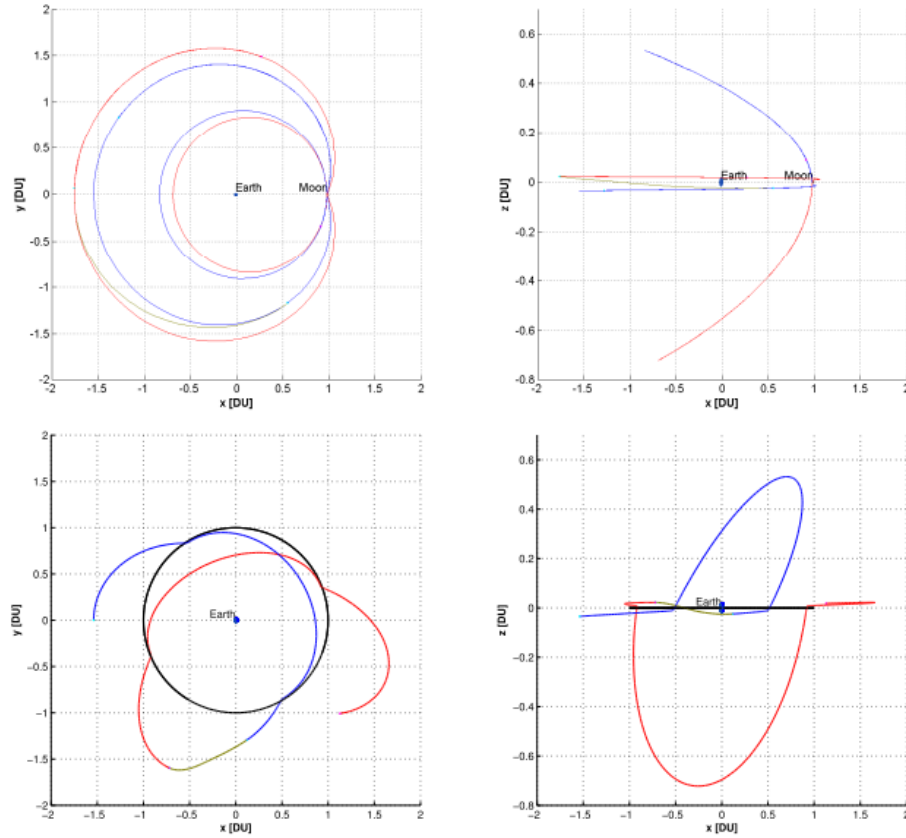 2
1.5
1
0.5
0
-0.5
-1
-1.5
-2
y [DU]
Earth
Moon
-2 -1.5 -1 -0.5 0 0.5 1 1.5 2
x [DU]
0.6
0.4
0.2
0
-0.2
-0.4
-0.6
-0.8
z [DU]
Earth
Moon
-2 -1.5 -1 -0.5 0 0.5 1 1.5 2
x [DU]
2
1.5
1
0.5
0
−0.5
−1
−1.5
−2
y [DU]
Earth
−2 −1.5 −1 −0.5 0 0.5 1 1.5 2
x [DU]
0.6
0.4
0.2
0
−0.2
−0.4
−0.6
−0.8
z [DU]
Earth
−2 −1.5 −1 −0.5 0 0.5 1 1.5 2
x [DU]